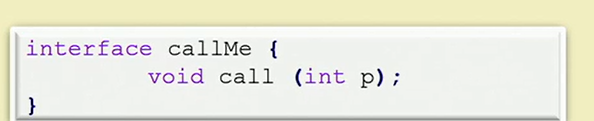 interface callMe {
void call (int p);
}